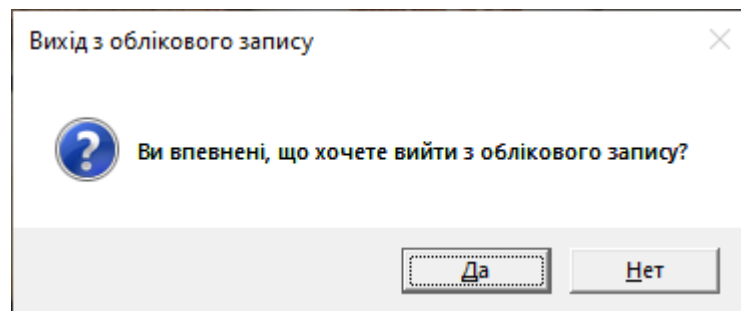 Вихід з облікового запису
Ви впевнені, що хочете вийти з облікового запису?
Да
Нет